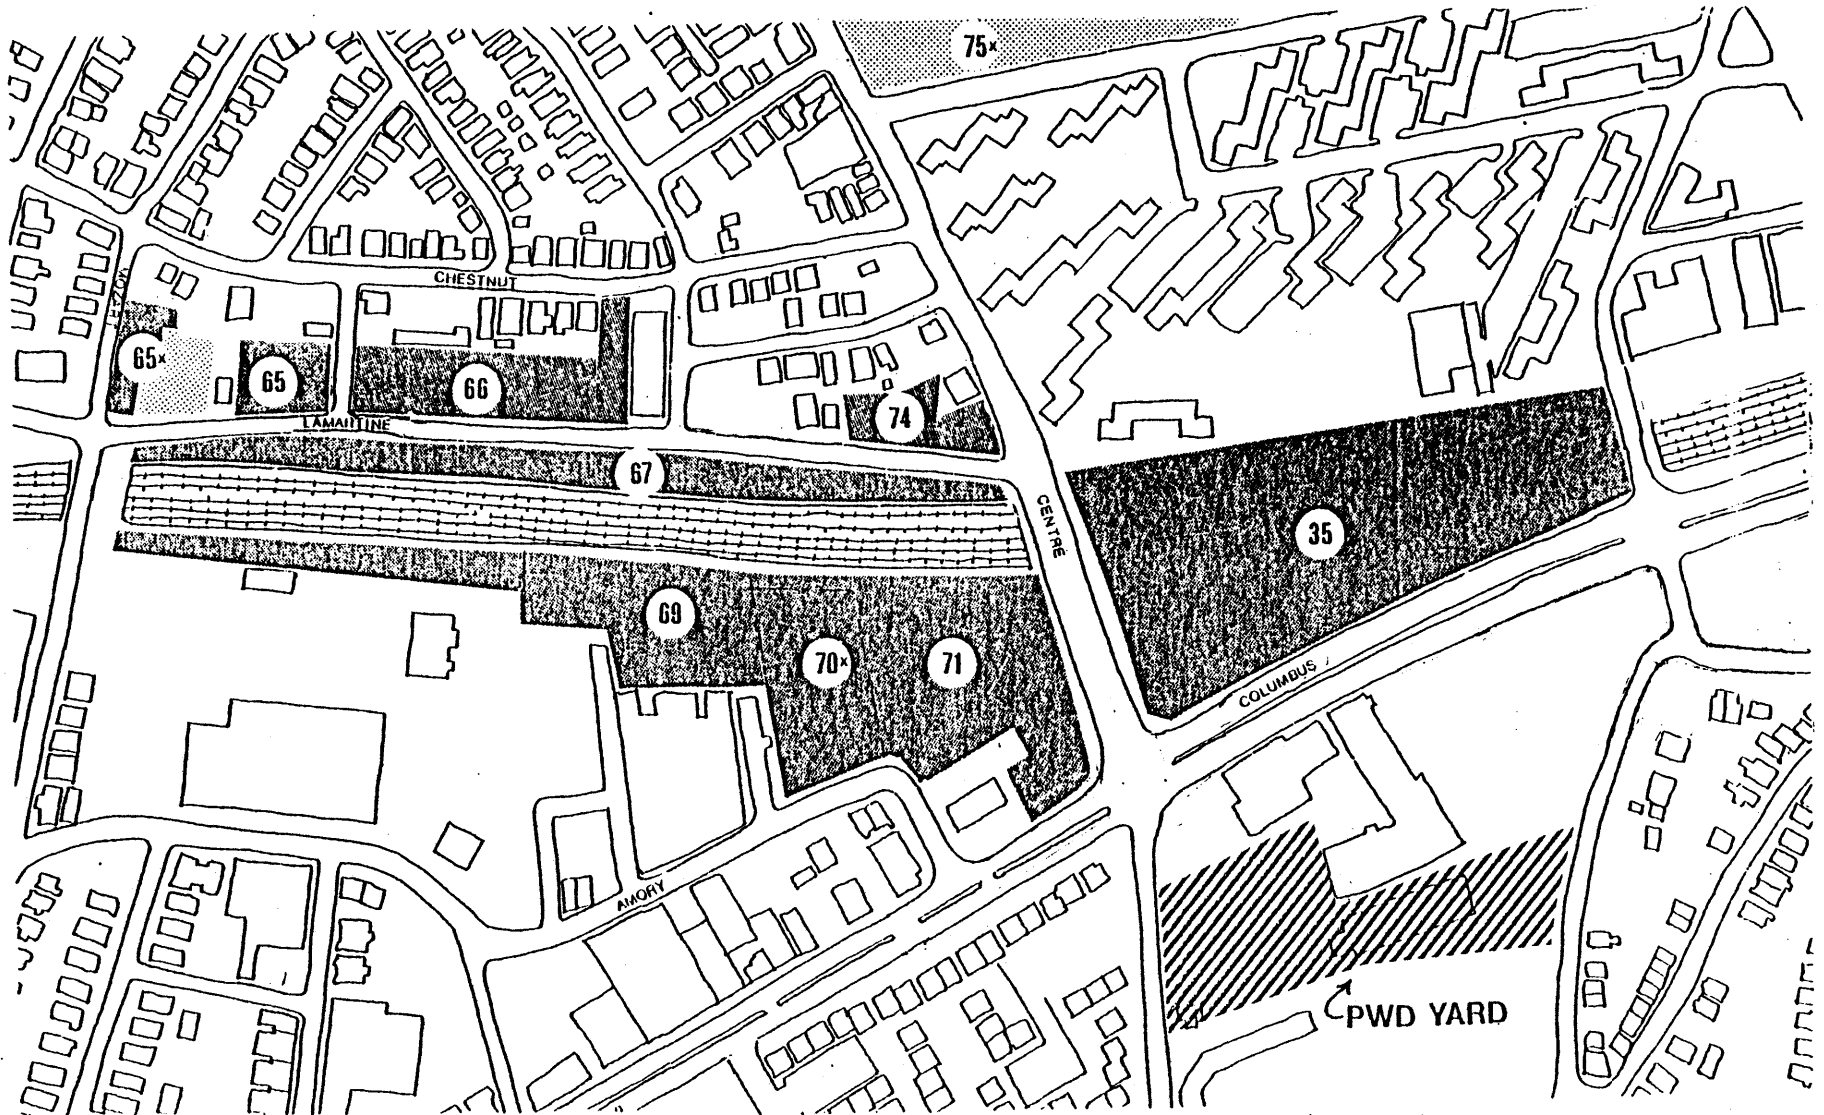 75x
CHESTNUT
65x
65
66
74
LAMARTINE
67
CENTRE
35
69
70x
71
COLUMBUS
AMORY
PWD YARD